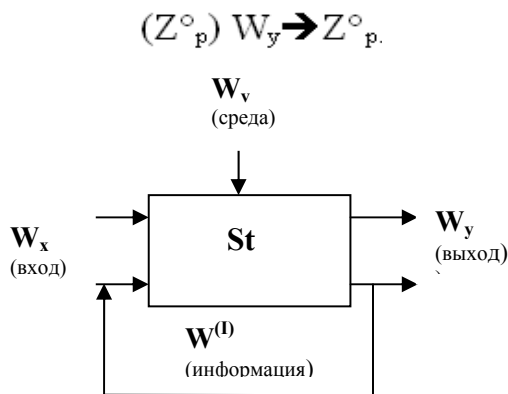 (Z°p) Wy➔Z°p.
Wv
(среда)
Wx
(вход)
St
Wy
(выход)
W(I)
(информация)